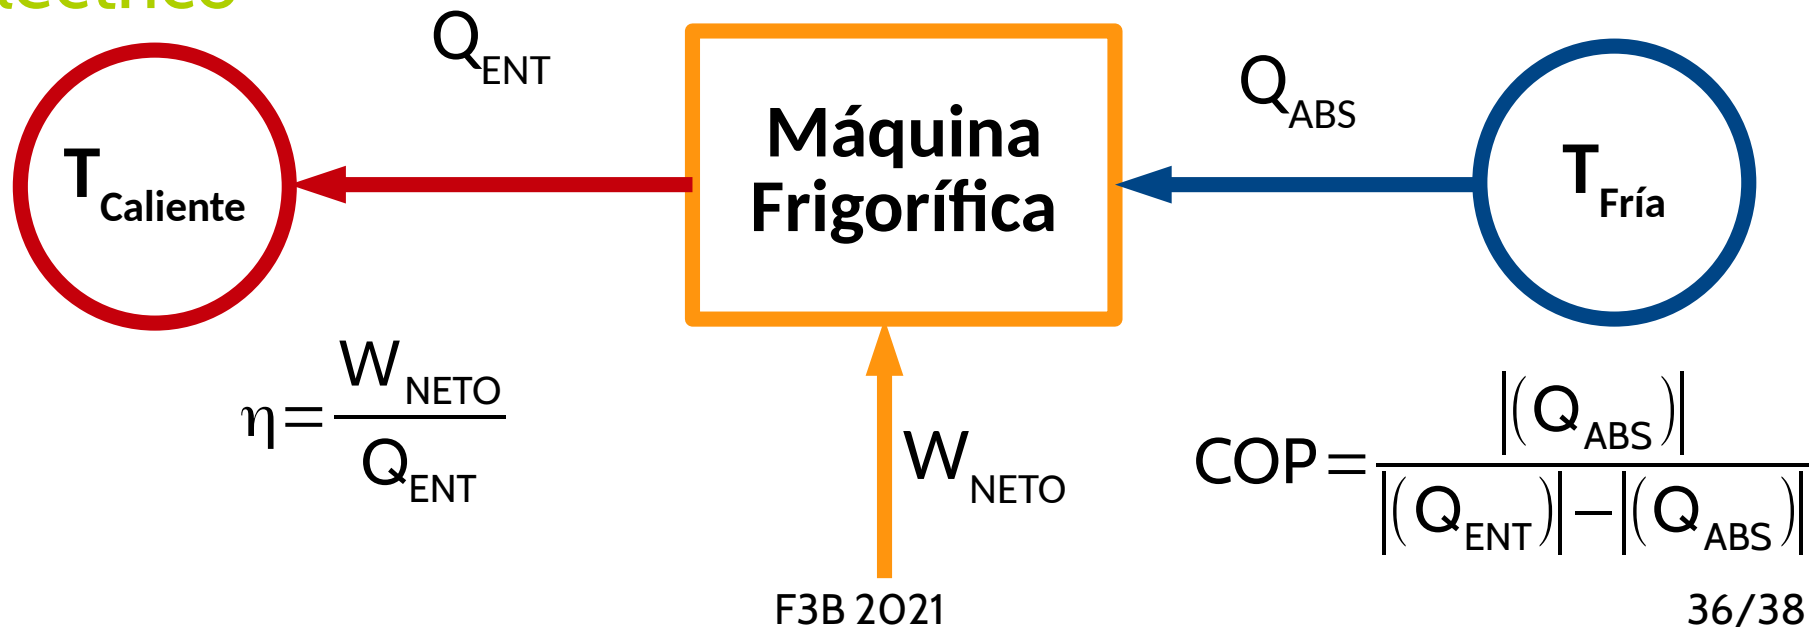 Q_ENT
Q_ABS
T_Caliente
Máquina
Frigorífica
T_Fría
η = W_NETO / Q_ENT
W_NETO
COP = |(Q_ABS)| / |(Q_ENT)| − |(Q_ABS)|
F3B 2021
36/38